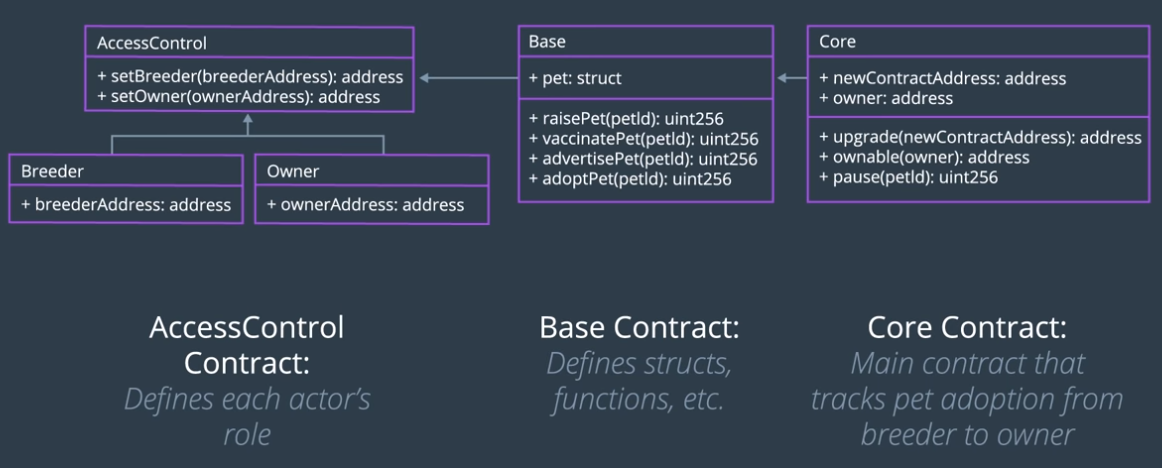 AccessControl
+ setBreeder(breederAddress): address
+ setOwner(ownerAddress): address
Breeder
+ breederAddress: address
Owner
+ ownerAddress: address
Base
+ pet: struct
+ raisePet(petId): uint256
+ vaccinatePet(petId): uint256
+ advertisePet(petId): uint256
+ adoptPet(petId): uint256
Core
+ newContractAddress: address
+ owner: address
+ upgrade(newContractAddress): address
+ ownable(owner): address
+ pause(petId): uint256
AccessControl
Contract:
Defines each actor's
role
Base Contract:
Defines structs,
functions, etc.
Core Contract:
Main contract that
tracks pet adoption from
breeder to owner